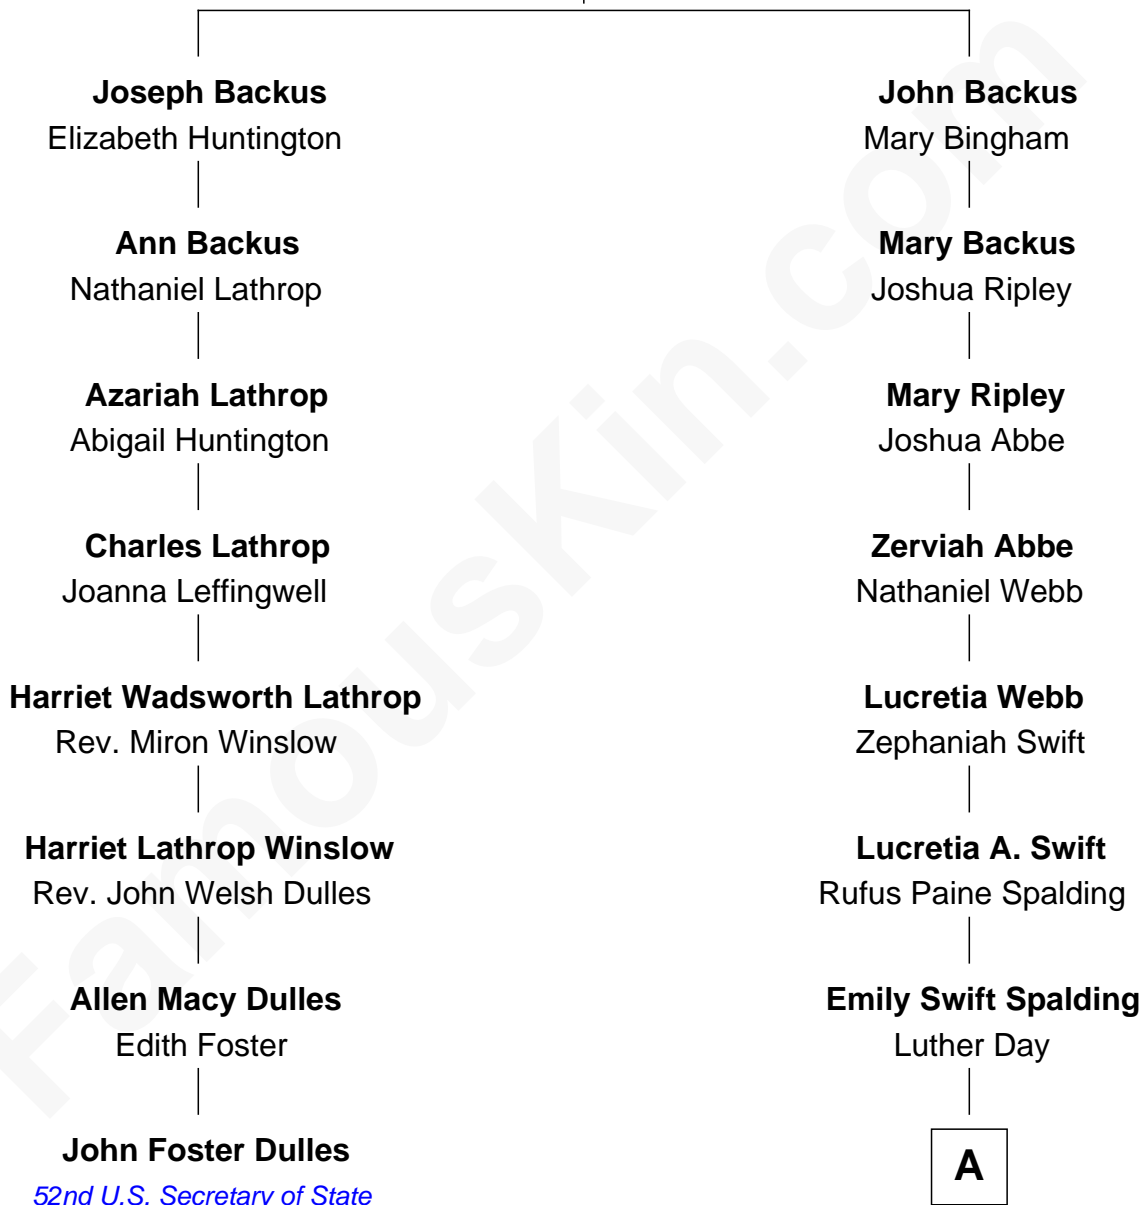 Joseph Backus
Elizabeth Huntington
John Backus
Mary Bingham
Ann Backus
Nathaniel Lathrop
Mary Backus
Joshua Ripley
Azariah Lathrop
Abigail Huntington
Mary Ripley
Joshua Abbe
Charles Lathrop
Joanna Leffingwell
Zerviah Abbe
Nathaniel Webb
Harriet Wadsworth Lathrop
Rev. Miron Winslow
Lucretia Webb
Zephaniah Swift
Harriet Lathrop Winslow
Rev. John Welsh Dulles
Lucretia A. Swift
Rufus Paine Spalding
Allen Macy Dulles
Edith Foster
Emily Swift Spalding
Luther Day
John Foster Dulles
52nd U.S. Secretary of State
A
FamousKin.com